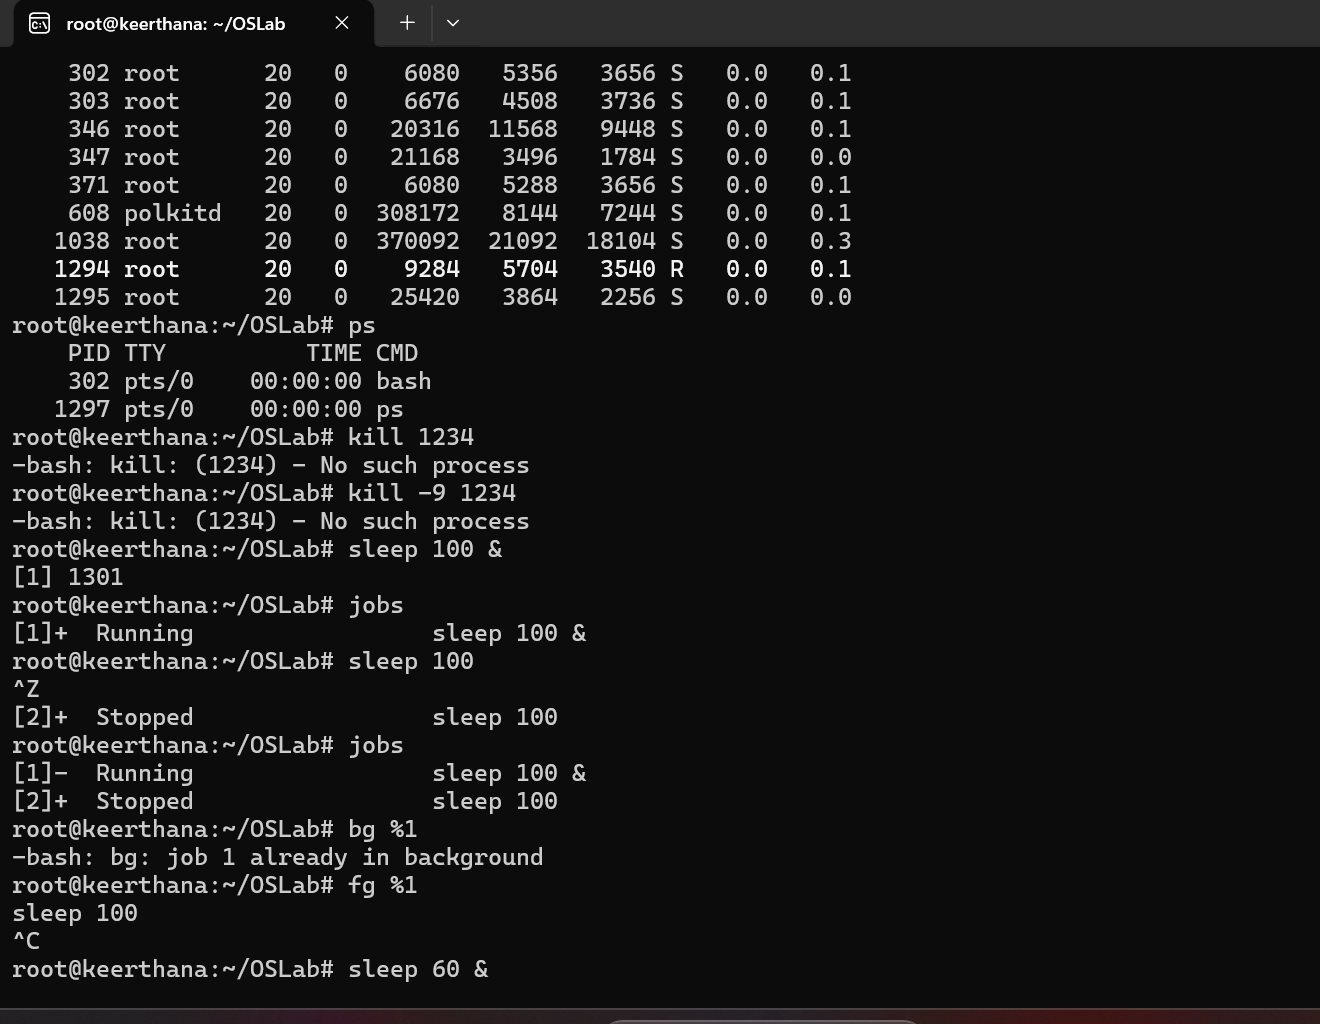 root@keerthana: ~/OSLab
302 root 20 0 6080 5356 3656 S 0.0 0.1
303 root 20 0 6676 4508 3736 S 0.0 0.1
346 root 20 0 20316 11568 9448 S 0.0 0.1
347 root 20 0 21168 3496 1784 S 0.0 0.0
371 root 20 0 6080 5288 3656 S 0.0 0.1
608 polkitd 20 0 308172 8144 7244 S 0.0 0.1
1038 root 20 0 370092 21092 18104 S 0.0 0.3
1294 root 20 0 9284 5704 3540 R 0.0 0.1
1295 root 20 0 25420 3864 2256 S 0.0 0.0
root@keerthana:~/OSLab# ps
PID TTY TIME CMD
302 pts/0 00:00:00 bash
1297 pts/0 00:00:00 ps
root@keerthana:~/OSLab# kill 1234
-bash: kill: (1234) - No such process
root@keerthana:~/OSLab# kill -9 1234
-bash: kill: (1234) - No such process
root@keerthana:~/OSLab# sleep 100 &
[1] 1301
root@keerthana:~/OSLab# jobs
[1]+ Running sleep 100 &
root@keerthana:~/OSLab# sleep 100
^Z
[2]+ Stopped sleep 100
root@keerthana:~/OSLab# jobs
[1]- Running sleep 100 &
[2]+ Stopped sleep 100
root@keerthana:~/OSLab# bg %1
-bash: bg: job 1 already in background
root@keerthana:~/OSLab# fg %1
sleep 100
^C
root@keerthana:~/OSLab# sleep 60 &